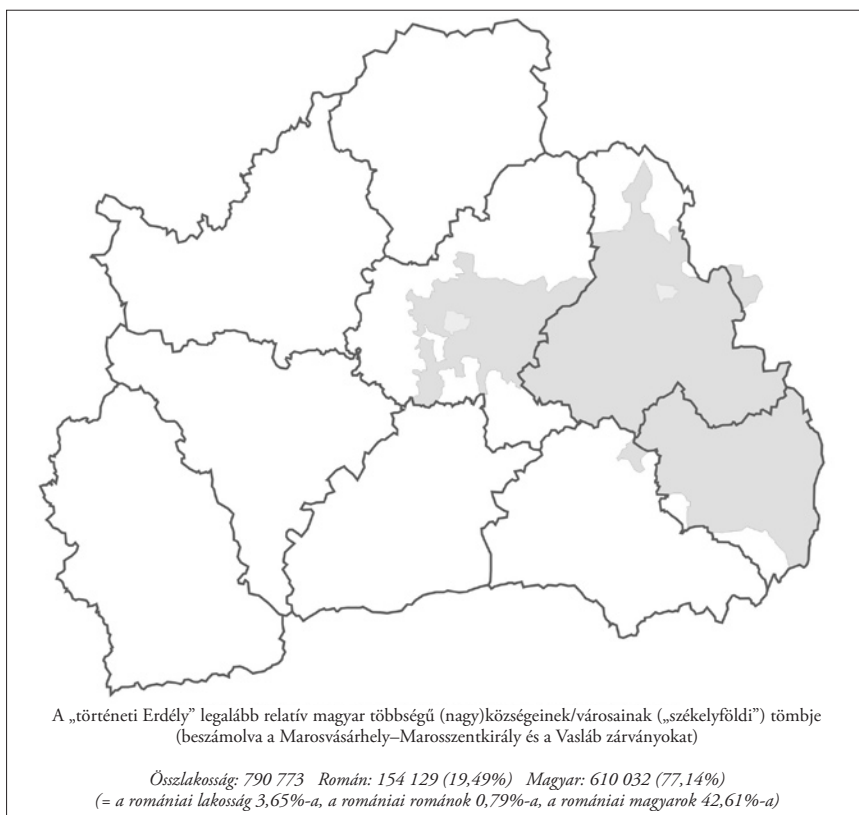 A „történeti Erdély” legalább relatív magyar többségű (nagy)községeinek/városainak („székelyföldi”) tömbje
(beszámolva a Marosvásárhely–Marosszentkirály és a Vasláb zárványokat)
Összlakosság: 790 773 Román: 154 129 (19,49%) Magyar: 610 032 (77,14%)
(= a romániai lakosság 3,65%-a, a romániai románok 0,79%-a, a romániai magyarok 42,61%-a)